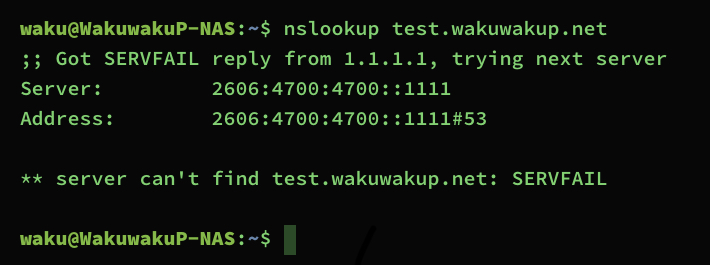 waku@WakuwakuP-NAS:~$ nslookup test.wakuwakup.net
;; Got SERVFAIL reply from 1.1.1.1, trying next server
Server:         2606:4700:4700::1111
Address:        2606:4700:4700::1111#53
** server can't find test.wakuwakup.net: SERVFAIL
waku@WakuwakuP-NAS:~$